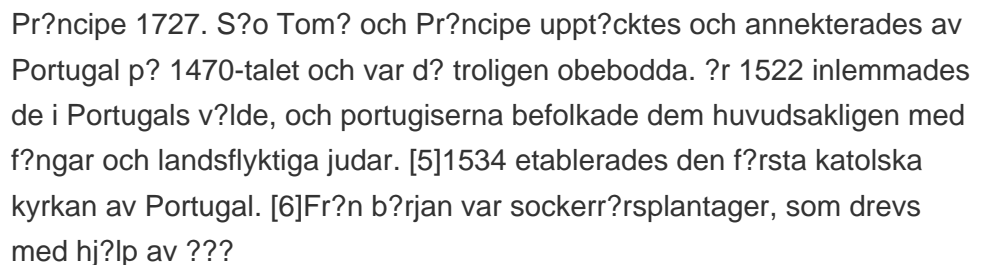 Pr?ncipe 1727. S?o Tom? och Pr?ncipe uppt?cktes och annekterades av
Portugal p? 1470-talet och var d? troligen obebodda. ?r 1522 inlemmades
de i Portugals v?lde, och portugiserna befolkade dem huvudsakligen med
f?ngar och landsflyktiga judar. [5]1534 etablerades den f?rsta katolska
kyrkan av Portugal. [6]Fr?n b?rjan var sockerr?rsplantager, som drevs
med hj?lp av ???